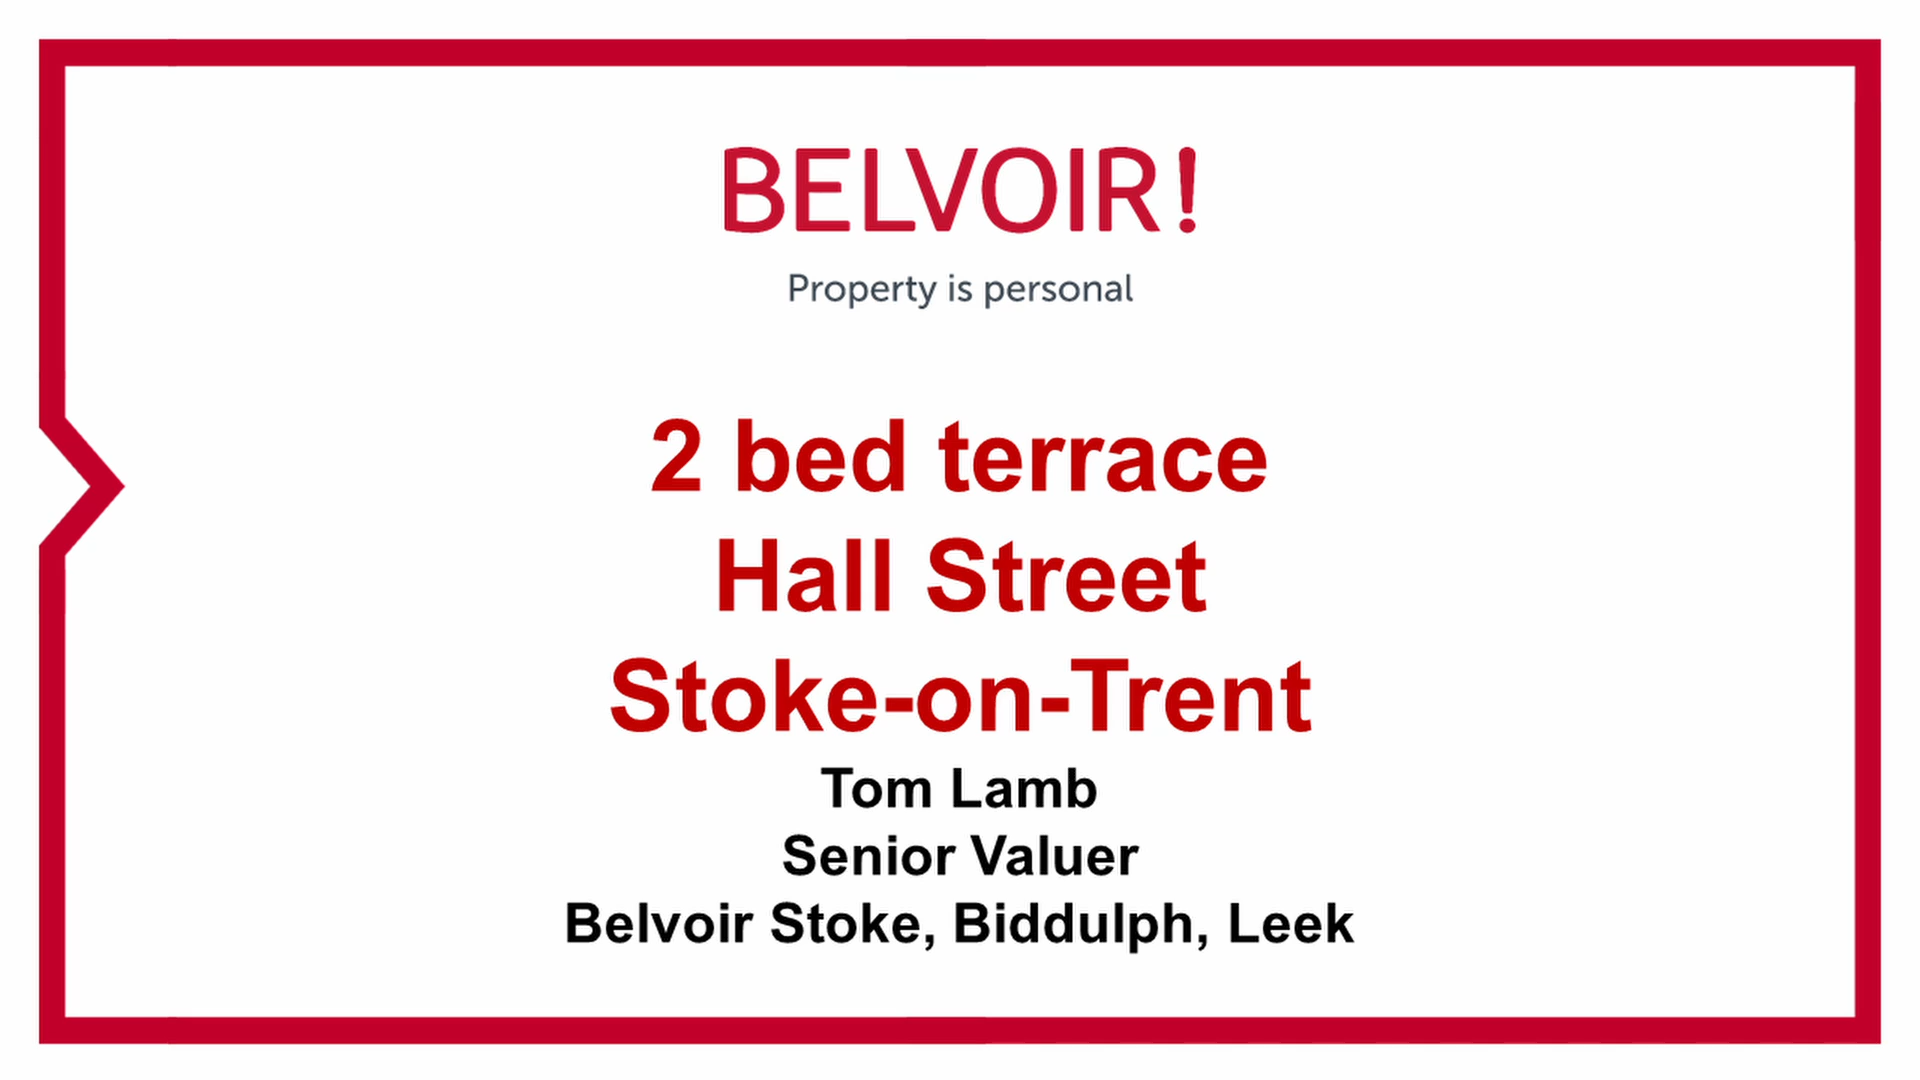 BELVOIR!
Property is personal
2 bed terrace
Hall Street
Stoke-on-Trent
Tom Lamb
Senior Valuer
Belvoir Stoke, Biddulph, Leek